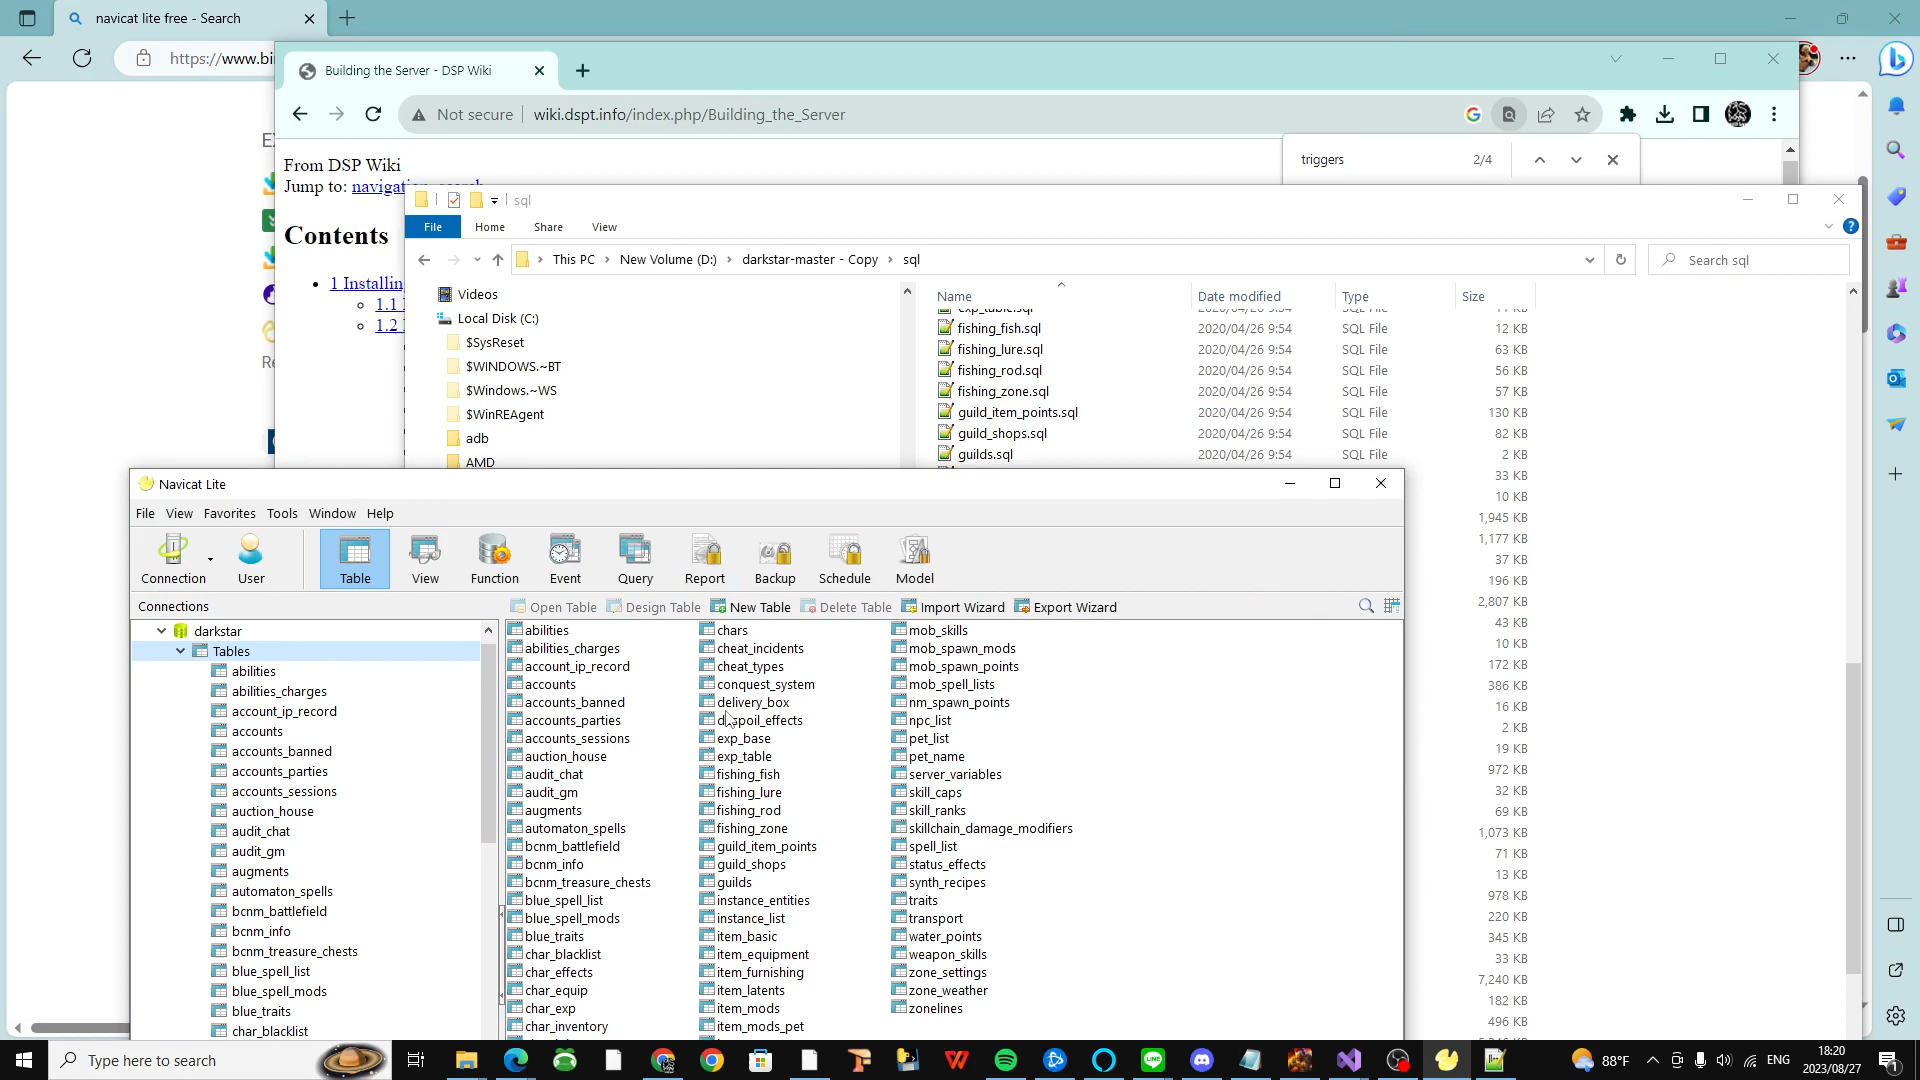 navicat lite free - Search
https://www.bi
Building the Server - DSP Wiki
Not secure
wiki.dspt.info/index.php/Building_the_Server
triggers
2/4
From DSP Wiki
Jump to: navigation, search
Contents
1 Installin
1.1
1.2
sql
File
Home
Share
View
This PC
New Volume (D:)
darkstar-master - Copy
sql
Search sql
Videos
Local Disk (C:)
$SysReset
$WINDOWS.~BT
$Windows.~WS
$WinREAgent
adb
AMD
Name
Date modified
Type
Size
exp_table.sql 2020/04/26 9:54 SQL File 11 KB
fishing_fish.sql 2020/04/26 9:54 SQL File 12 KB
fishing_lure.sql 2020/04/26 9:54 SQL File 63 KB
fishing_rod.sql 2020/04/26 9:54 SQL File 56 KB
fishing_zone.sql 2020/04/26 9:54 SQL File 57 KB
guild_item_points.sql 2020/04/26 9:54 SQL File 130 KB
guild_shops.sql 2020/04/26 9:54 SQL File 82 KB
guilds.sql 2020/04/26 9:54 SQL File 2 KB
33 KB
10 KB
1,945 KB
1,177 KB
37 KB
196 KB
2,807 KB
43 KB
10 KB
172 KB
386 KB
16 KB
2 KB
19 KB
972 KB
32 KB
69 KB
1,073 KB
71 KB
13 KB
978 KB
220 KB
345 KB
33 KB
7,240 KB
182 KB
496 KB
Navicat Lite
File View Favorites Tools Window Help
Connection
User
Table
View
Function
Event
Query
Report
Backup
Schedule
Model
Connections
Open Table
Design Table
New Table
Delete Table
Import Wizard
Export Wizard
darkstar
Tables
abilities
abilities_charges
account_ip_record
accounts
accounts_banned
accounts_parties
accounts_sessions
auction_house
audit_chat
audit_gm
augments
automaton_spells
bcnm_battlefield
bcnm_info
bcnm_treasure_chests
blue_spell_list
blue_spell_mods
blue_traits
char_blacklist
abilities
abilities_charges
account_ip_record
accounts
accounts_banned
accounts_parties
accounts_sessions
auction_house
audit_chat
audit_gm
augments
automaton_spells
bcnm_battlefield
bcnm_info
bcnm_treasure_chests
blue_spell_list
blue_spell_mods
blue_traits
char_blacklist
char_effects
char_equip
char_exp
char_inventory
chars
cheat_incidents
cheat_types
conquest_system
delivery_box
despoil_effects
exp_base
exp_table
fishing_fish
fishing_lure
fishing_rod
fishing_zone
guild_item_points
guild_shops
guilds
instance_entities
instance_list
item_basic
item_equipment
item_furnishing
item_latents
item_mods
item_mods_pet
mob_skills
mob_spawn_mods
mob_spawn_points
mob_spell_lists
nm_spawn_points
npc_list
pet_list
pet_name
server_variables
skill_caps
skill_ranks
skillchain_damage_modifiers
spell_list
status_effects
synth_recipes
traits
transport
water_points
weapon_skills
zone_settings
zone_weather
zonelines
Type here to search
88°F
ENG
18:20
2023/08/27
1